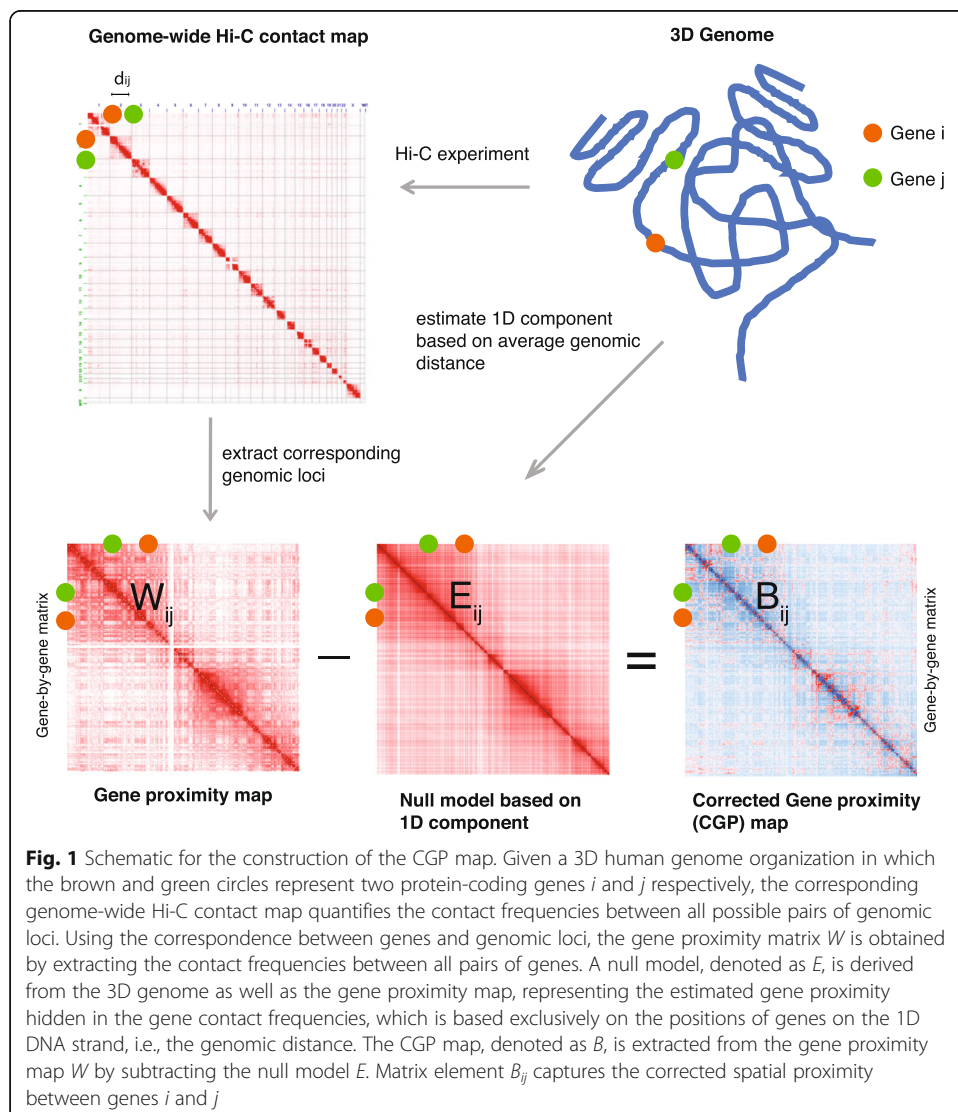 Genome-wide Hi-C contact map
3D Genome
dij
Gene i
Gene j
Hi-C experiment
estimate 1D component
based on average genomic
distance
extract corresponding
genomic loci
Gene-by-gene matrix
Wij
Eij
Bij
Gene-by-gene matrix
—
=
Gene proximity map
Null model based on
1D component
Corrected Gene proximity
(CGP) map
Fig. 1 Schematic for the construction of the CGP map. Given a 3D human genome organization in which
the brown and green circles represent two protein-coding genes i and j respectively, the corresponding
genome-wide Hi-C contact map quantifies the contact frequencies between all possible pairs of genomic
loci. Using the correspondence between genes and genomic loci, the gene proximity matrix W is obtained
by extracting the contact frequencies between all pairs of genes. A null model, denoted as E, is derived
from the 3D genome as well as the gene proximity map, representing the estimated gene proximity
hidden in the gene contact frequencies, which is based exclusively on the positions of genes on the 1D
DNA strand, i.e., the genomic distance. The CGP map, denoted as B, is extracted from the gene proximity
map W by subtracting the null model E. Matrix element Bij captures the corrected spatial proximity
between genes i and j